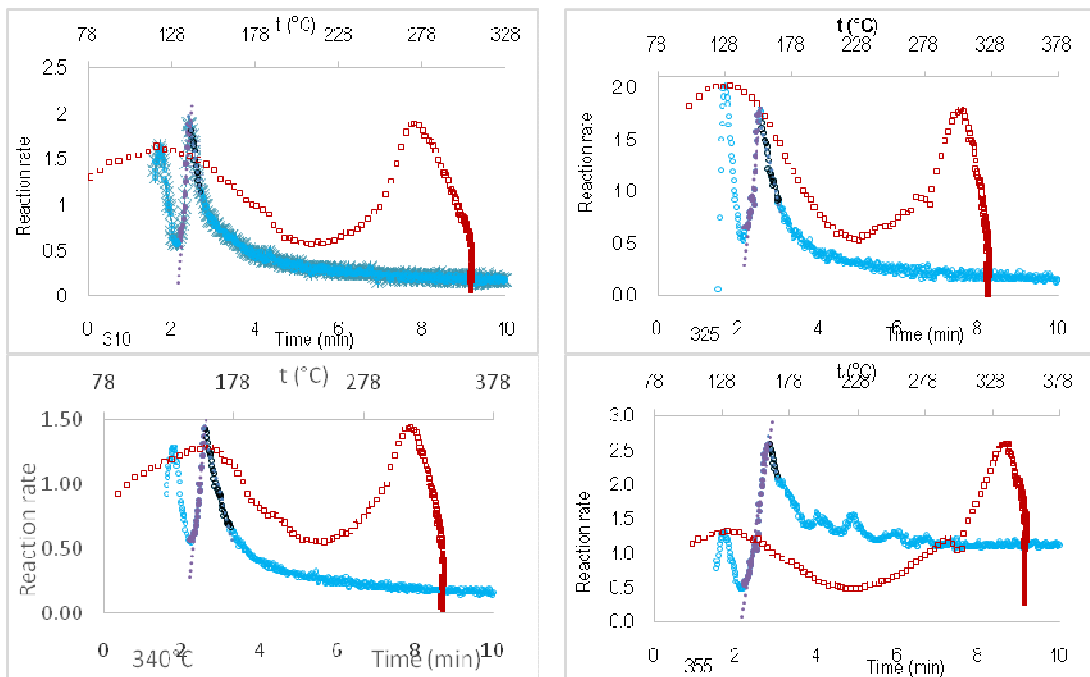 t (°C)
78 128 178 228 278 328
2.5
2
1.5
1
0.5
0
Reaction rate
0 2 4 6 8 10
310 Time (min)
t (°C)
78 128 178 228 278 328 378
2.0
1.5
1.0
0.5
0.0
Reaction rate
0 2 4 6 8 10
325 Time (min)
t (°C)
78 178 278 378
1.50
1.00
0.50
0.00
Reaction rate
0 2 4 6 8 10
340°C Time (min)
t (°C)
78 128 178 228 278 328 378
3.0
2.5
2.0
1.5
1.0
0.5
0.0
Reaction rate
0 2 4 6 8 10
355 Time (min)